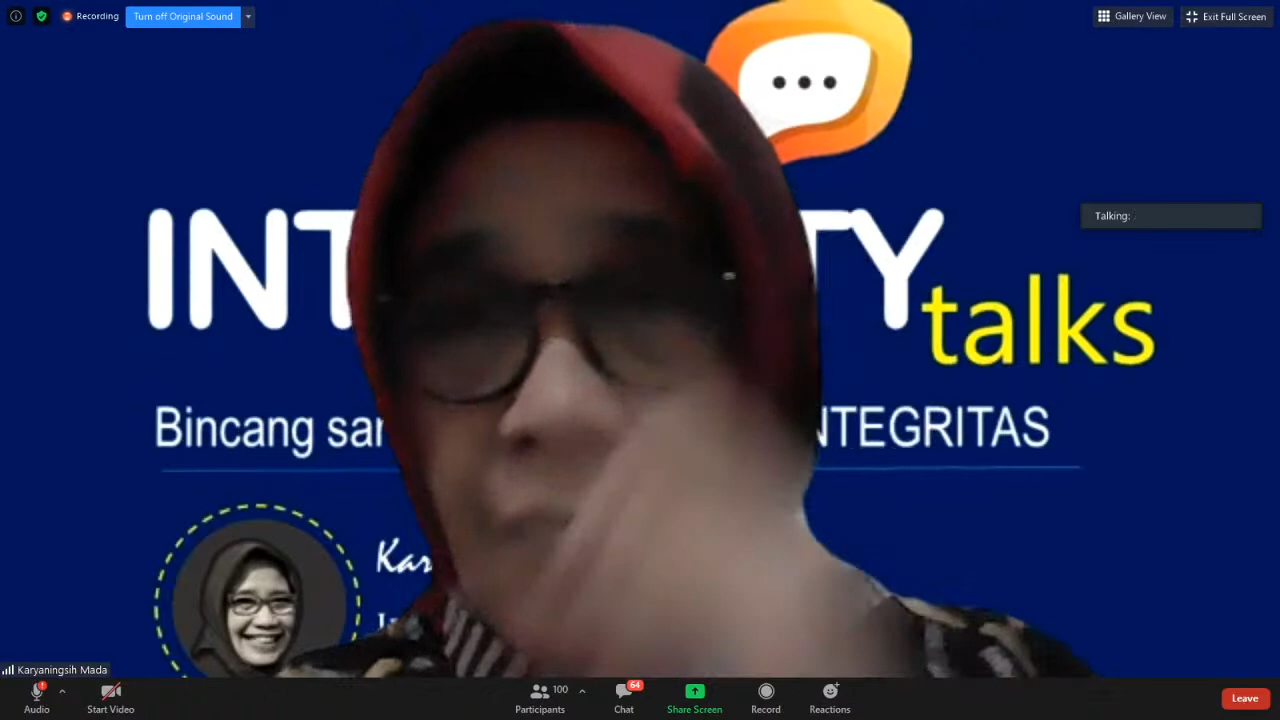 Recording
Turn off Original Sound
Gallery View
Exit Full Screen
Talking:
INT TY
talks
Bincang NTEGRITAS
Kar
Karyaningsih Mada
Audio
Start Video
100
Participants
64
Chat
Share Screen
Record
Reactions
Leave